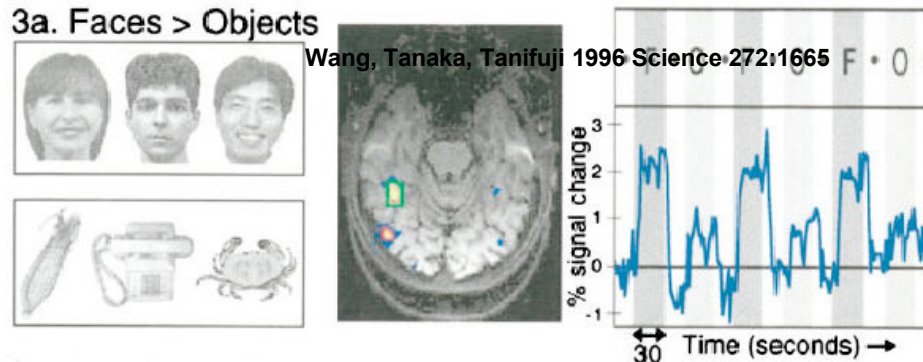 3a. Faces > Objects
Wang, Tanaka, Tanifuji 1996 Science 272:1665
· F · O · F · O · F · O
% signal change
3
2
1
0
-1
30
Time (seconds) →